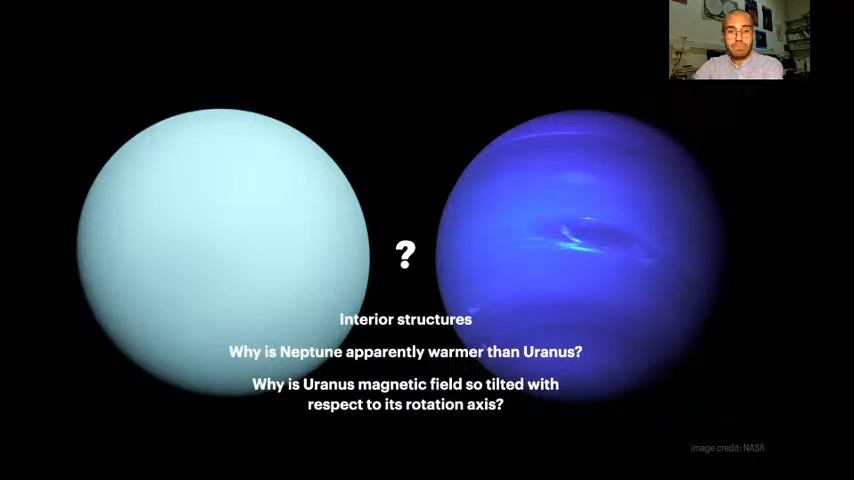 ?
Interior structures
Why is Neptune apparently warmer than Uranus?
Why is Uranus magnetic field so tilted with
respect to its rotation axis?
image credit: NASA